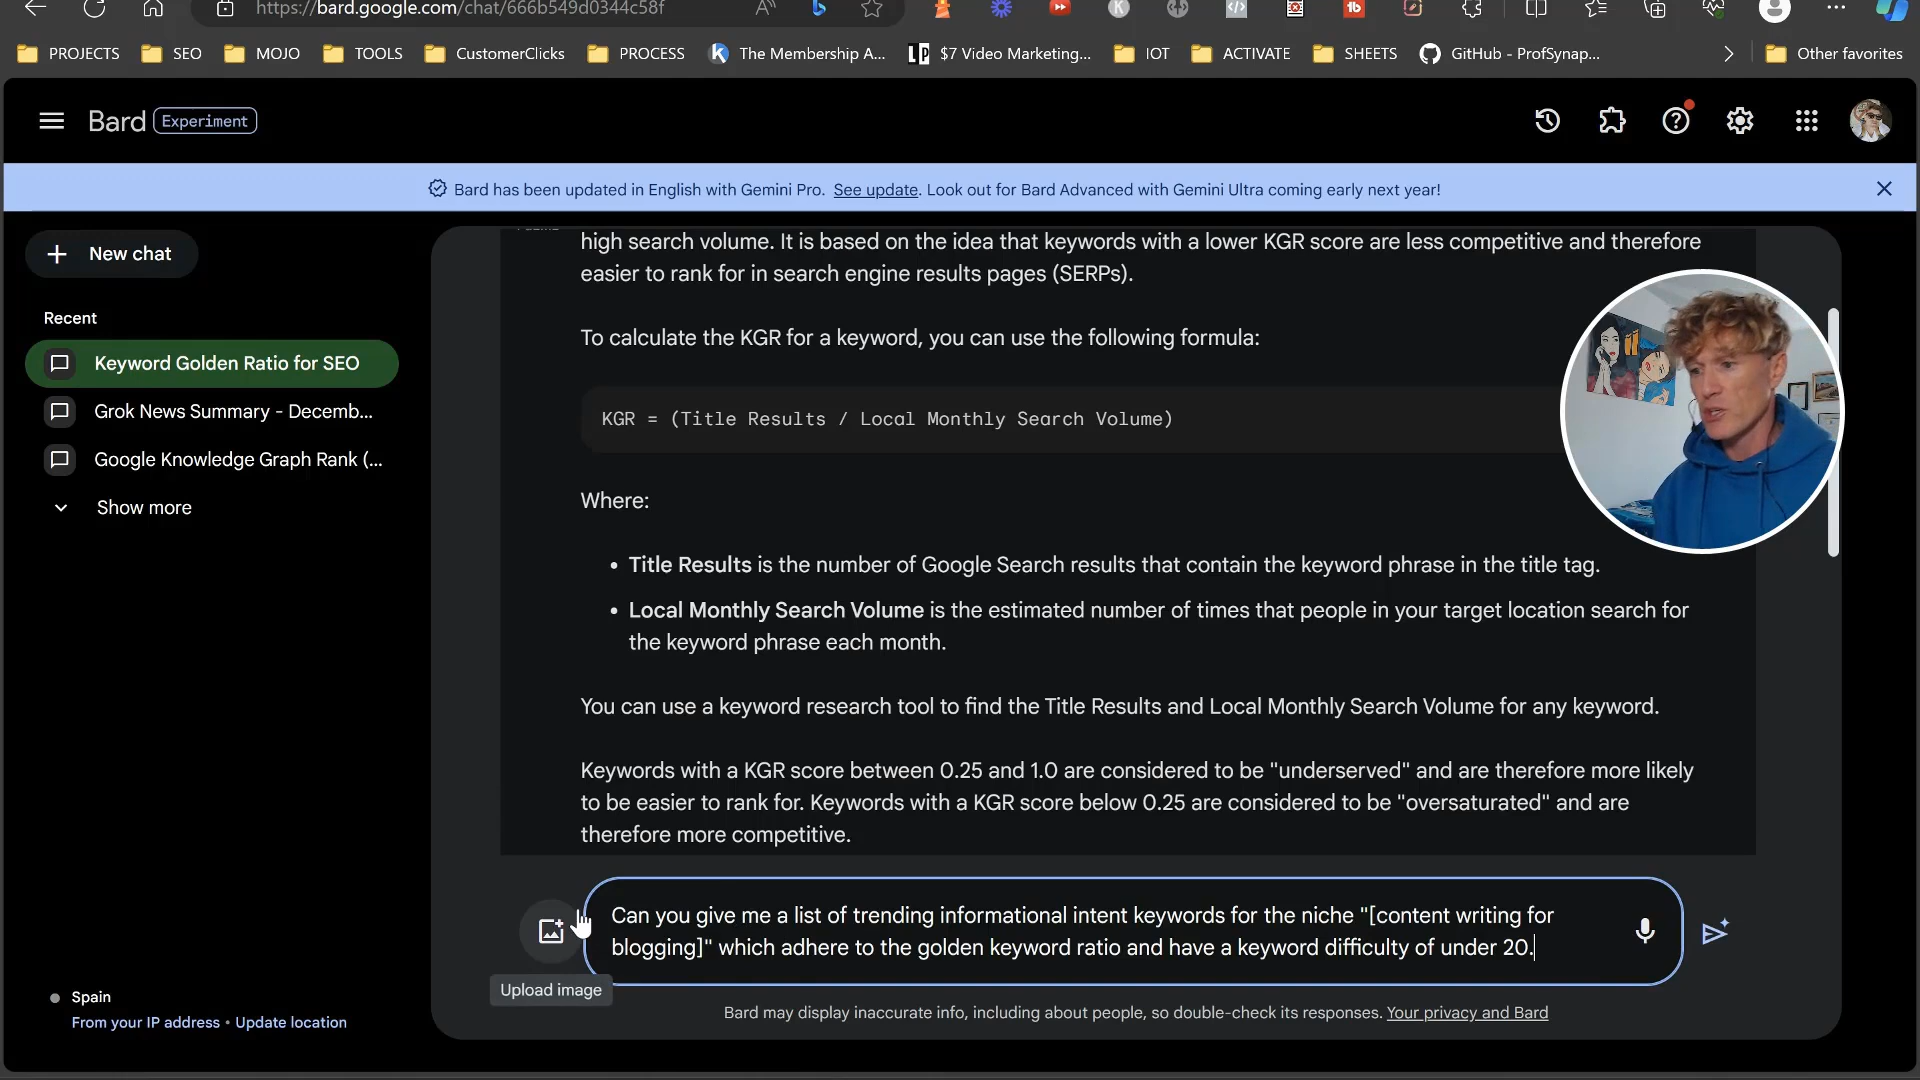 https://bard.google.com/chat/666b549d0344c58f
PROJECTS
SEO
MOJO
TOOLS
CustomerClicks
PROCESS
The Membership A...
$7 Video Marketing...
IOT
ACTIVATE
SHEETS
GitHub - ProfSynap...
Other favorites
Bard Experiment
Bard has been updated in English with Gemini Pro. See update. Look out for Bard Advanced with Gemini Ultra coming early next year!
New chat
Recent
Keyword Golden Ratio for SEO
Grok News Summary - Decemb...
Google Knowledge Graph Rank (...
Show more
high search volume. It is based on the idea that keywords with a lower KGR score are less competitive and therefore
easier to rank for in search engine results pages (SERPs).
To calculate the KGR for a keyword, you can use the following formula:
KGR = (Title Results / Local Monthly Search Volume)
Where:
• Title Results is the number of Google Search results that contain the keyword phrase in the title tag.
• Local Monthly Search Volume is the estimated number of times that people in your target location search for
the keyword phrase each month.
You can use a keyword research tool to find the Title Results and Local Monthly Search Volume for any keyword.
Keywords with a KGR score between 0.25 and 1.0 are considered to be "underserved" and are therefore more likely
to be easier to rank for. Keywords with a KGR score below 0.25 are considered to be "oversaturated" and are
therefore more competitive.
Can you give me a list of trending informational intent keywords for the niche "[content writing for
blogging]" which adhere to the golden keyword ratio and have a keyword difficulty of under 20.
Upload image
Bard may display inaccurate info, including about people, so double-check its responses. Your privacy and Bard
Spain
From your IP address • Update location